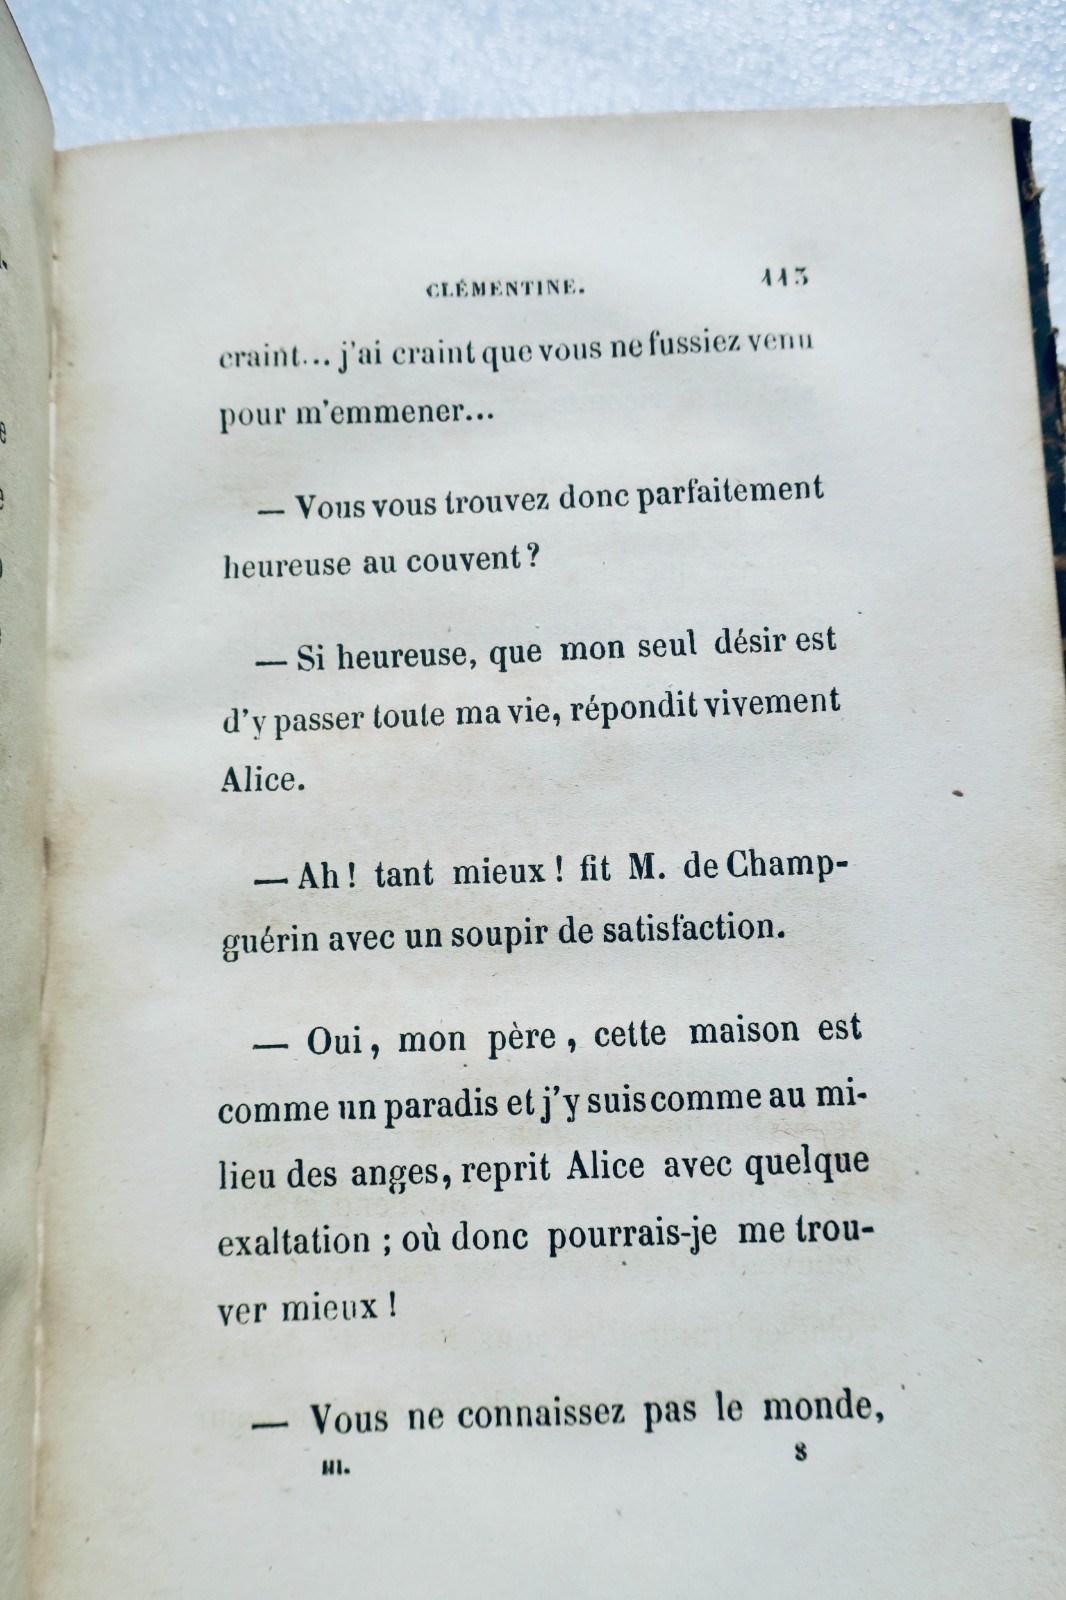 CLÉMENTINE. 113
craint... j'ai craint que vous ne fussiez venu
pour m'emmener...
— Vous vous trouvez donc parfaitement
heureuse au couvent ?
— Si heureuse, que mon seul désir est
d'y passer toute ma vie, répondit vivement
Alice.
— Ah ! tant mieux ! fit M. de Champ-
guérin avec un soupir de satisfaction.
— Oui, mon père, cette maison est
comme un paradis et j'y suis comme au mi-
lieu des anges, reprit Alice avec quelque
exaltation ; où donc pourrais-je me trou-
ver mieux !
— Vous ne connaissez pas le monde,
III. 8